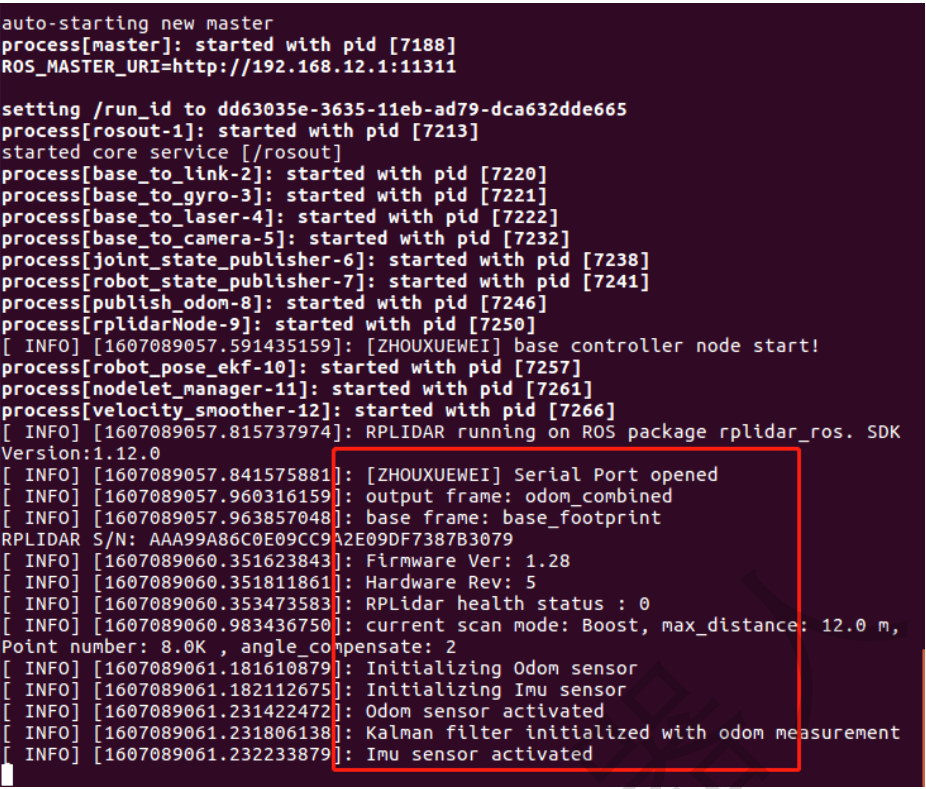 auto-starting new master
process[master]: started with pid [7188]
ROS_MASTER_URI=http://192.168.12.1:11311
setting /run_id to dd63035e-3635-11eb-ad79-dca632dde665
process[rosout-1]: started with pid [7213]
started core service [/rosout]
process[base_to_link-2]: started with pid [7220]
process[base_to_gyro-3]: started with pid [7221]
process[base_to_laser-4]: started with pid [7222]
process[base_to_camera-5]: started with pid [7232]
process[joint_state_publisher-6]: started with pid [7238]
process[robot_state_publisher-7]: started with pid [7241]
process[publish_odom-8]: started with pid [7246]
process[rplidarNode-9]: started with pid [7250]
[ INFO] [1607089057.591435159]: [ZHOUXUEWEI] base controller node start!
process[robot_pose_ekf-10]: started with pid [7257]
process[nodelet_manager-11]: started with pid [7261]
process[velocity_smoother-12]: started with pid [7266]
[ INFO] [1607089057.815737974]: RPLIDAR running on ROS package rplidar_ros. SDK
Version:1.12.0
[ INFO] [1607089057.841575881]: [ZHOUXUEWEI] Serial Port opened
[ INFO] [1607089057.960316159]: output frame: odom_combined
[ INFO] [1607089057.963857048]: base frame: base_footprint
RPLIDAR S/N: AAA99A86C0E09CC9A2E09DF7387B3079
[ INFO] [1607089060.351623843]: Firmware Ver: 1.28
[ INFO] [1607089060.351811861]: Hardware Rev: 5
[ INFO] [1607089060.353473583]: RPLidar health status : 0
[ INFO] [1607089060.983436750]: current scan mode: Boost, max_distance: 12.0 m,
Point number: 8.0K , angle_compensate: 2
[ INFO] [1607089061.181610879]: Initializing Odom sensor
[ INFO] [1607089061.182112675]: Initializing Imu sensor
[ INFO] [1607089061.231422472]: Odom sensor activated
[ INFO] [1607089061.231806138]: Kalman filter initialized with odom measurement
[ INFO] [1607089061.232233879]: Imu sensor activated